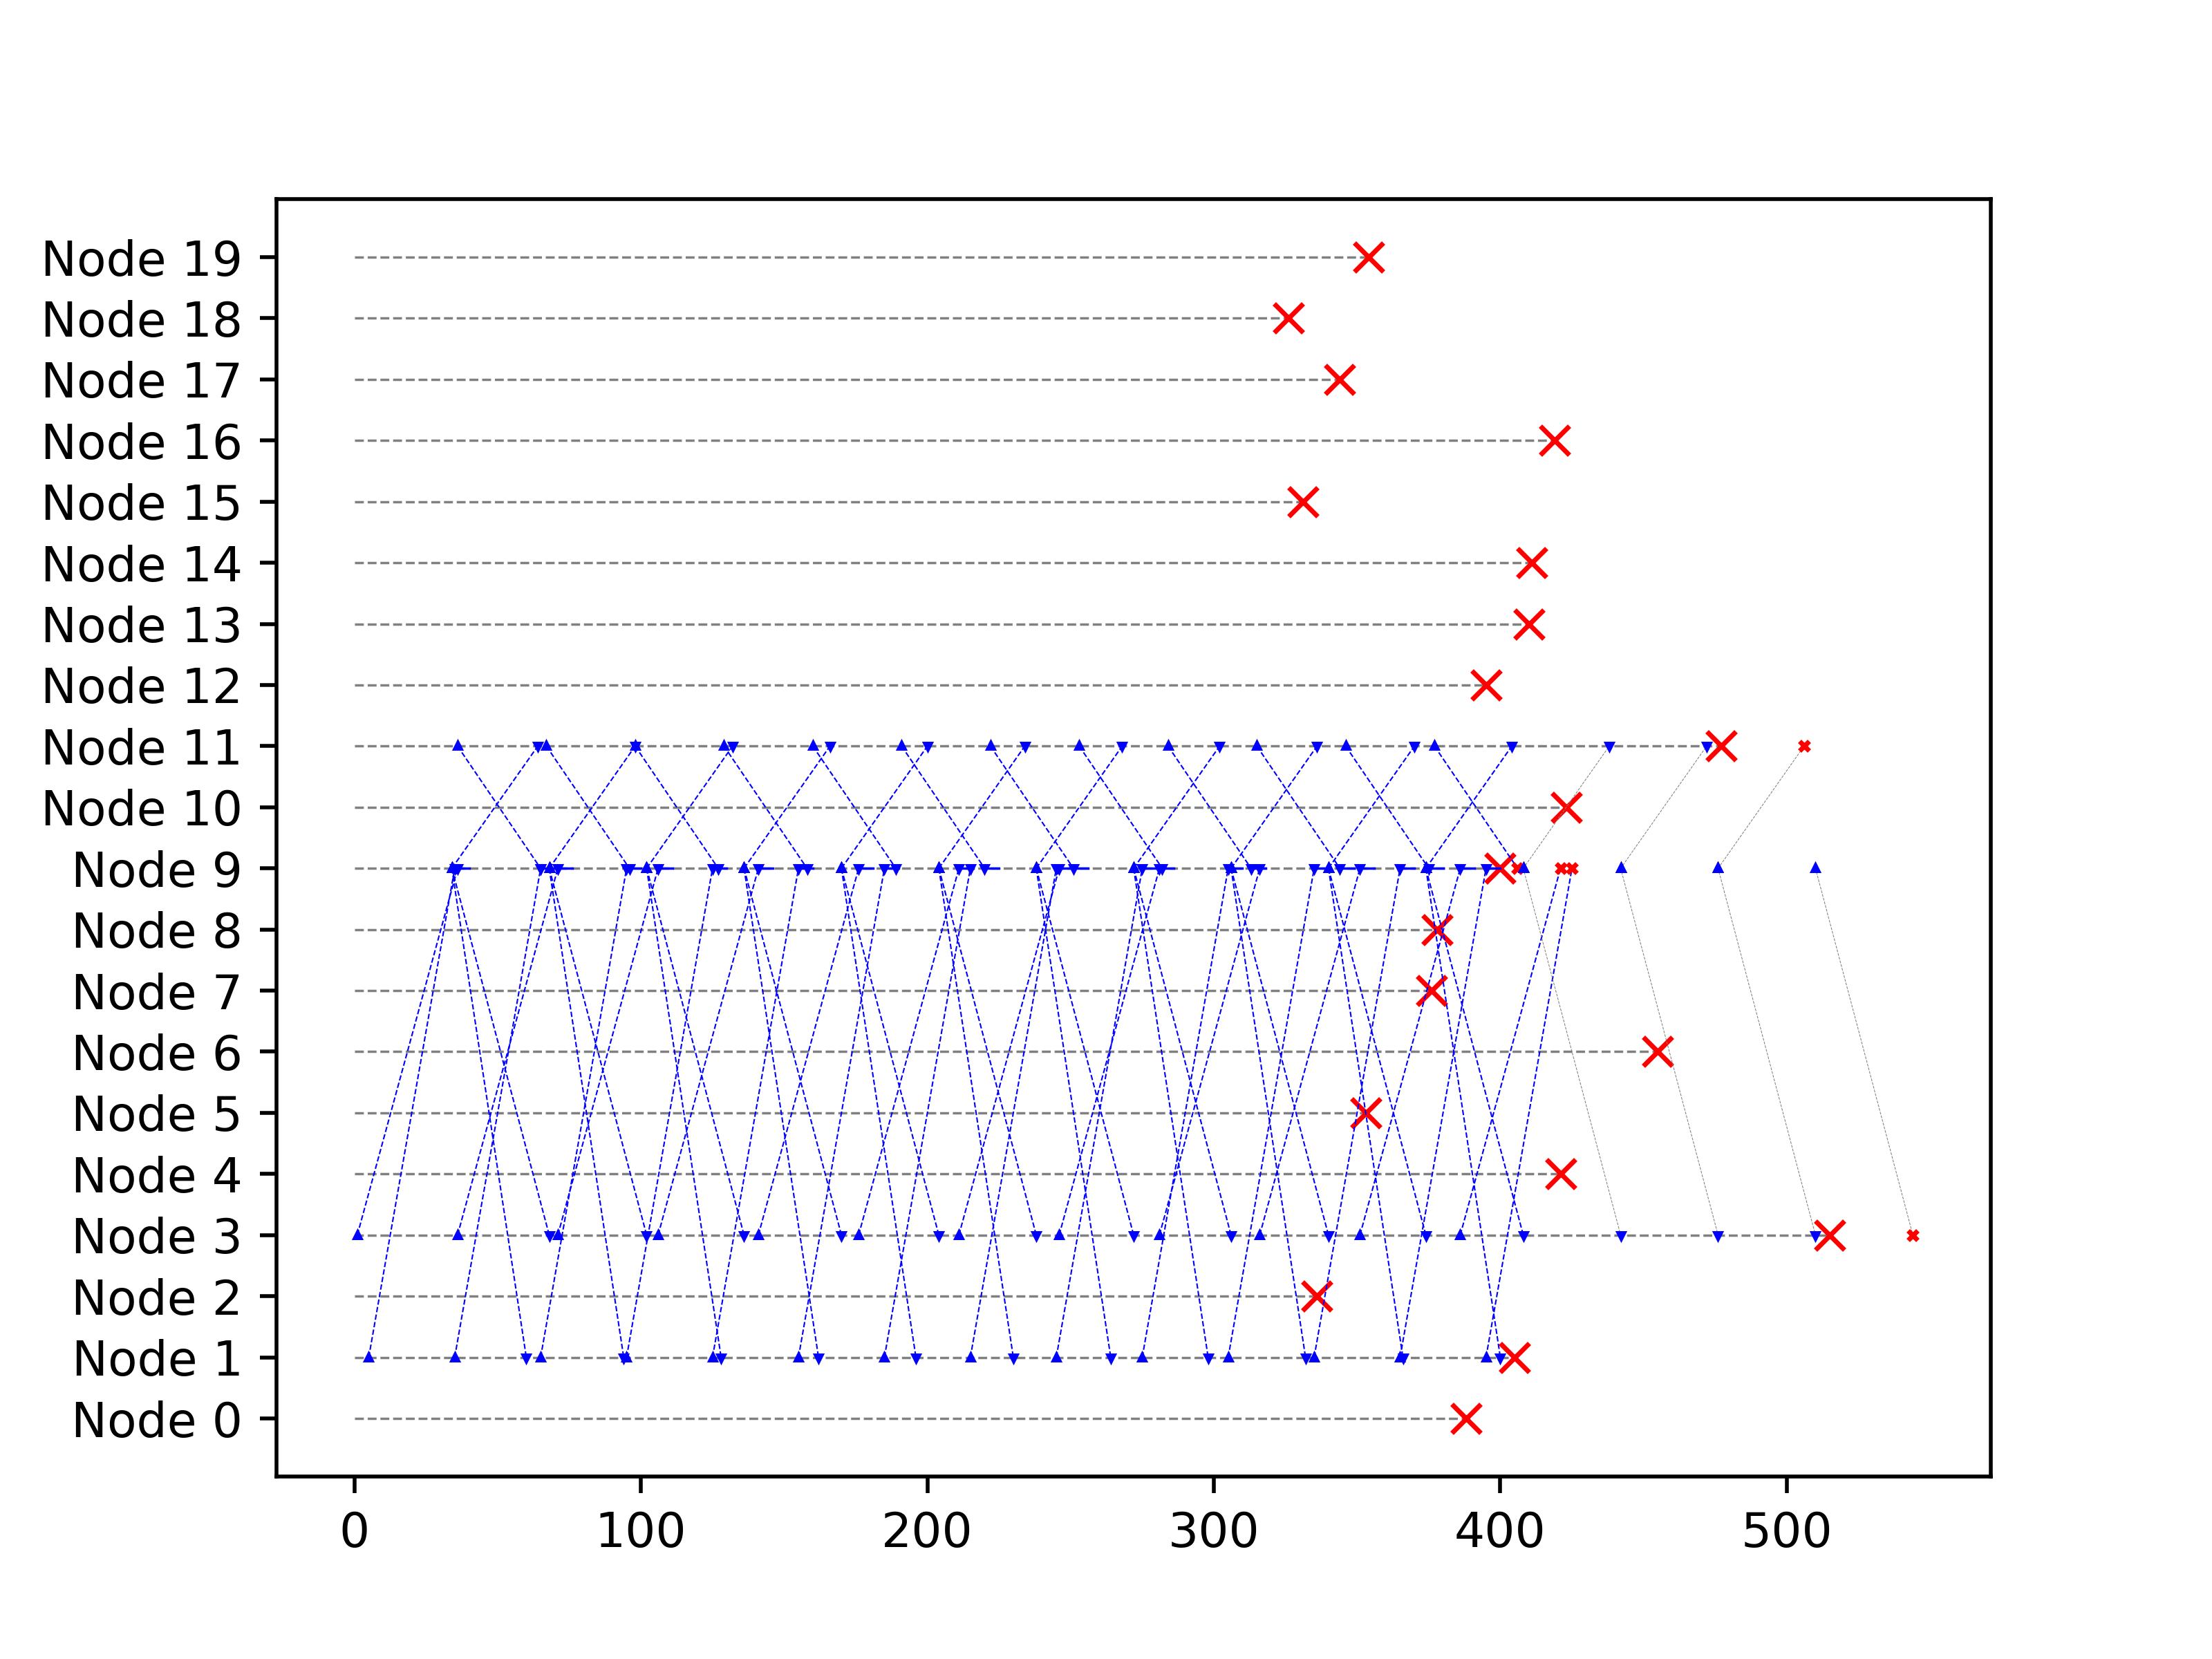 Node 19
Node 18
Node 17
Node 16
Node 15
Node 14
Node 13
Node 12
Node 11
Node 10
Node 9
Node 8
Node 7
Node 6
Node 5
Node 4
Node 3
Node 2
Node 1
Node 0
0 100 200 300 400 500